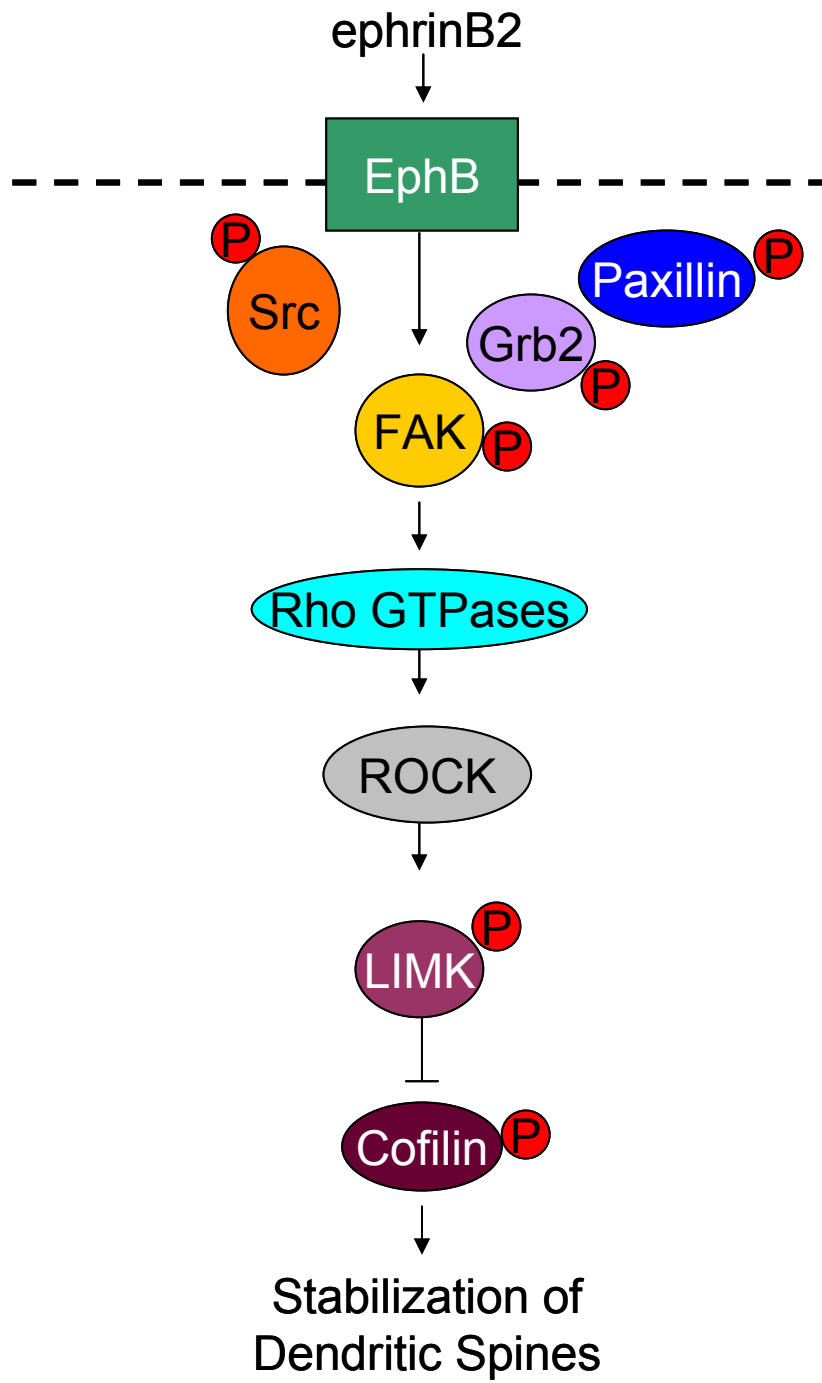 ephrinB2
EphB
P
Src
Paxillin
P
Grb2
P
FAK
P
Rho GTPases
ROCK
P
LIMK
Cofilin
P
Stabilization of
Dendritic Spines